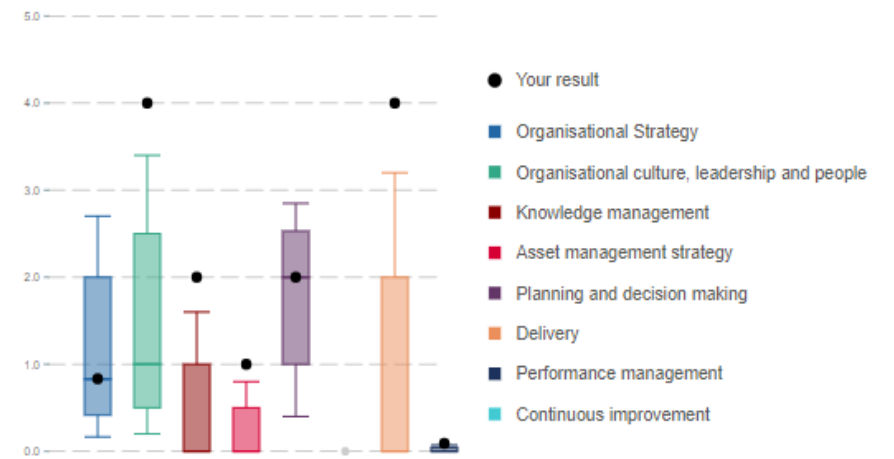 5.0
4.0
3.0
2.0
1.0
0.0
Your result
Organisational Strategy
Organisational culture, leadership and people
Knowledge management
Asset management strategy
Planning and decision making
Delivery
Performance management
Continuous improvement